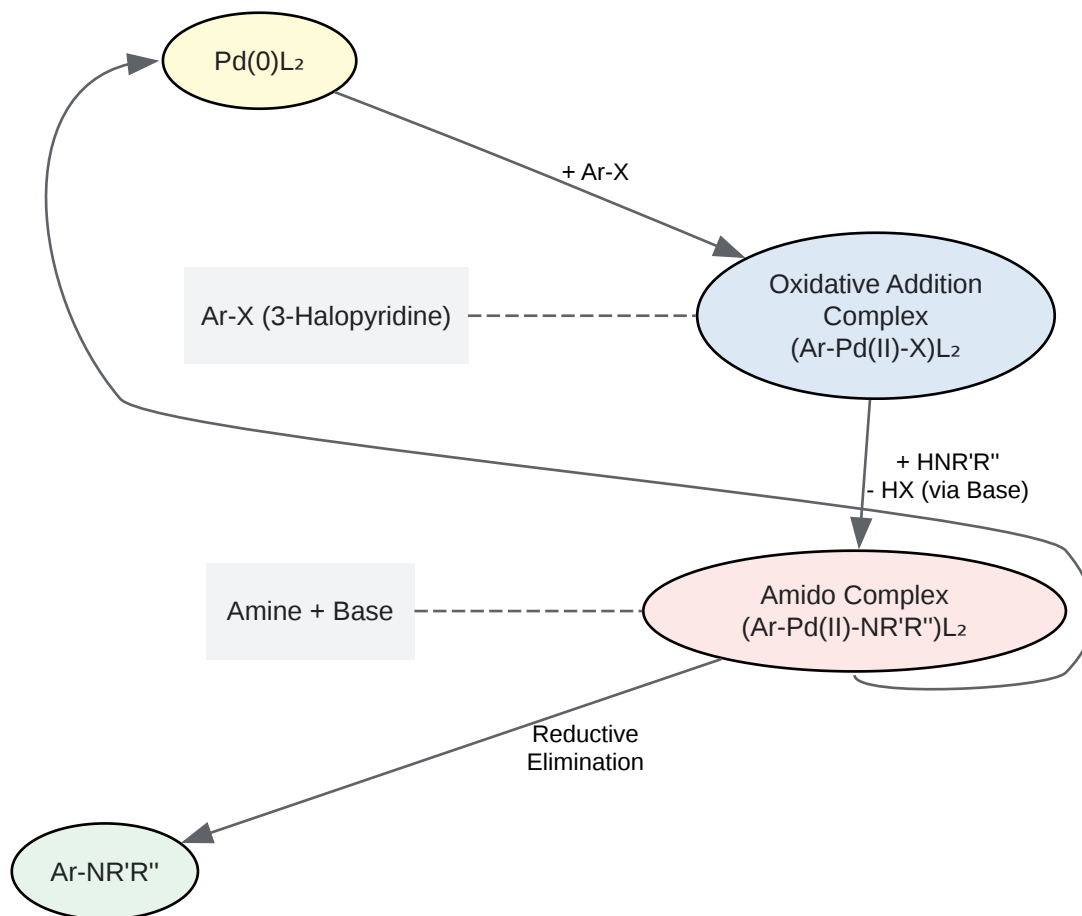 Pd(0)L₂
+ Ar-X
Oxidative Addition
Complex
(Ar-Pd(II)-X)L₂
Ar-X (3-Halopyridine)
+ HNR'R''
- HX (via Base)
Amido Complex
(Ar-Pd(II)-NR'R'')L₂
Amine + Base
Reductive
Elimination
Ar-NR'R''